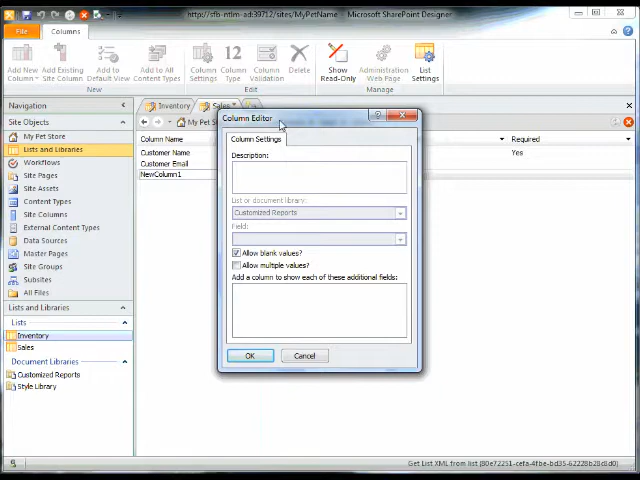 http://sfb-ntlm-ad:39712/sites/MyPetName - Microsoft SharePoint Designer
File
Columns
Add New Column
Add Existing Site Column
Add to Default View
Add to All Content Types
New
Column Settings
12
Column Type
Column Validation
Delete
Edit
Show Read-Only
Administration Web Page
List Settings
Manage
Navigation
Inventory
Sales *
Site Objects
My Pet
Column Name
Required
Customer Name
Yes
Customer Email
NewColumn1
My Pet Store
Lists and Libraries
Workflows
Site Pages
Site Assets
Content Types
Site Columns
External Content Types
Data Sources
Master Pages
Site Groups
Subsites
All Files
Lists and Libraries
Lists
Inventory
Sales
Document Libraries
Customized Reports
Style Library
Column Editor
Column Settings
Description:
List or document library:
Customized Reports
Field:
Allow blank values?
Allow multiple values?
Add a column to show each of these additional fields:
OK
Cancel